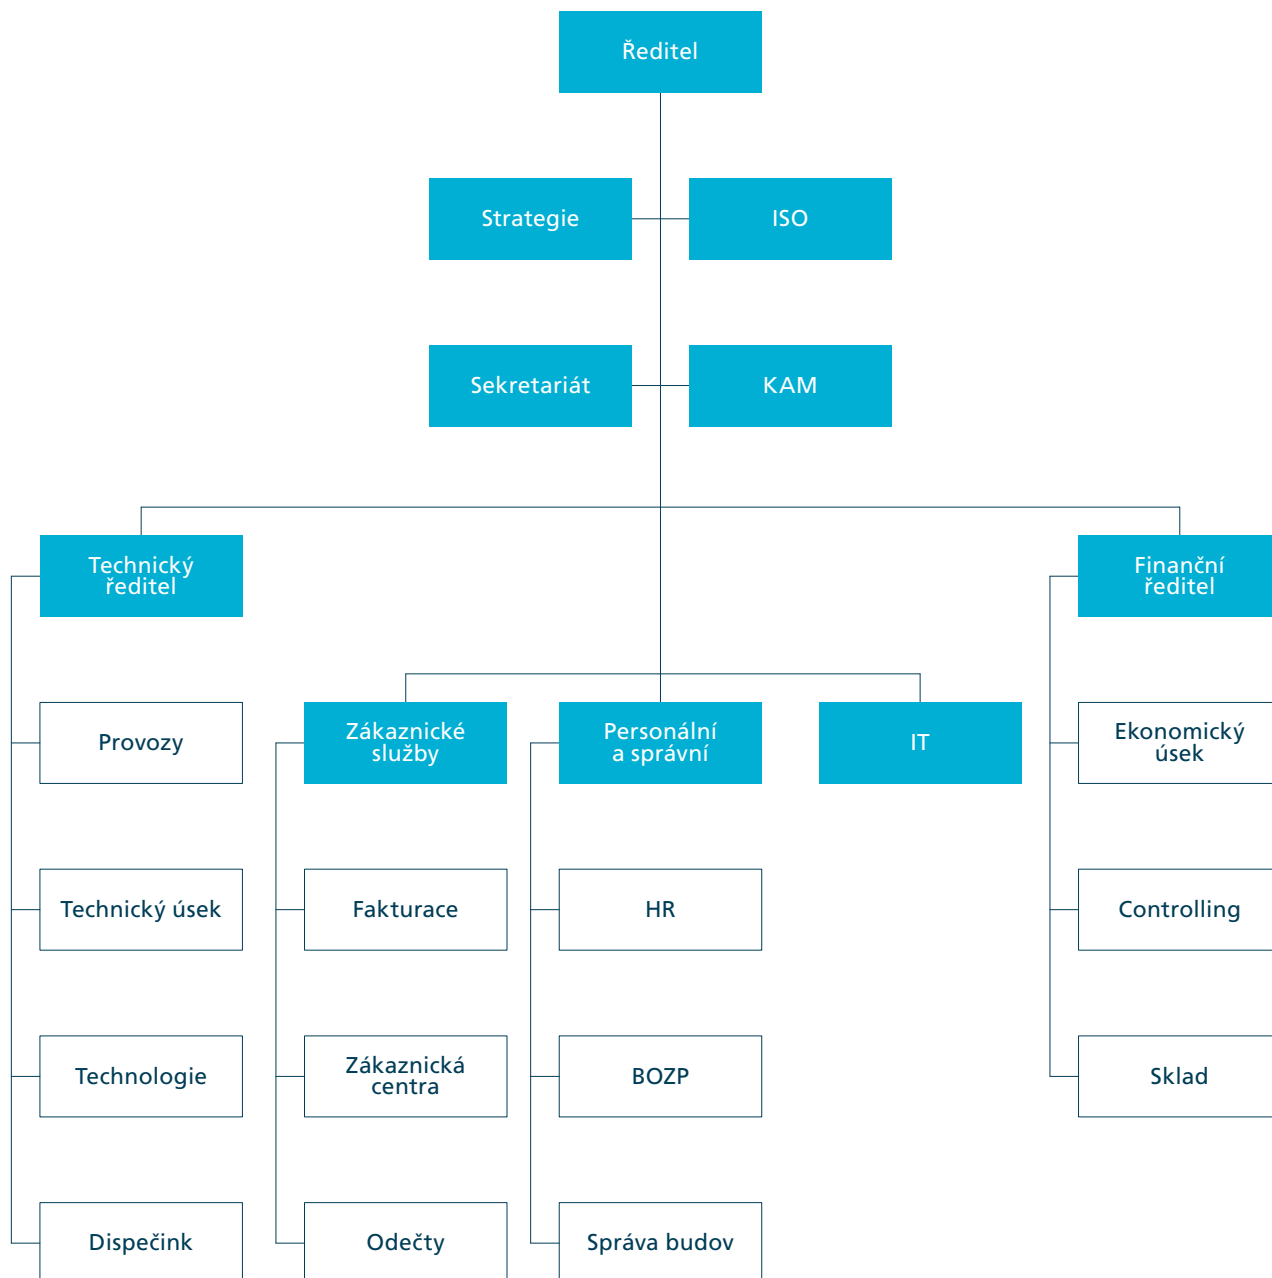 Ředitel
Strategie
ISO
Sekretariát
KAM
Technický
ředitel
Finanční
ředitel
Provozy
Zákaznické
služby
Personální
a správní
IT
Ekonomický
úsek
Technický úsek
Fakturace
HR
Controlling
Technologie
Zákaznická
centra
BOZP
Sklad
Dispečink
Odečty
Správa budov